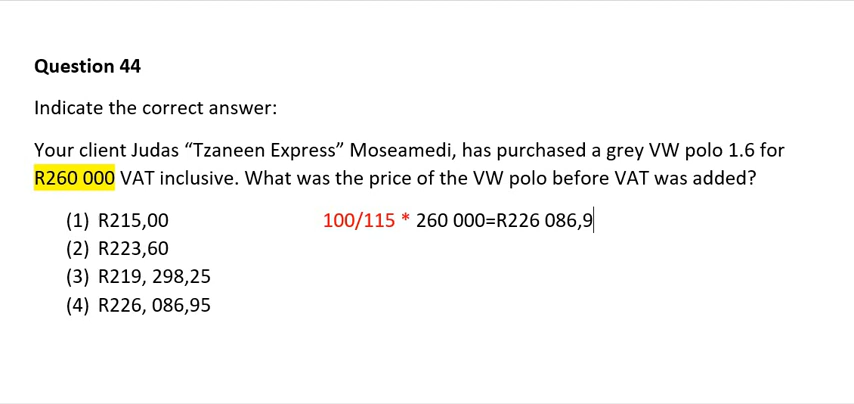 Question 44
Indicate the correct answer:
Your client Judas “Tzaneen Express” Moseamedi, has purchased a grey VW polo 1.6 for
R260 000 VAT inclusive. What was the price of the VW polo before VAT was added?
(1) R215,00 100/115 * 260 000=R226 086,9
(2) R223,60
(3) R219, 298,25
(4) R226, 086,95